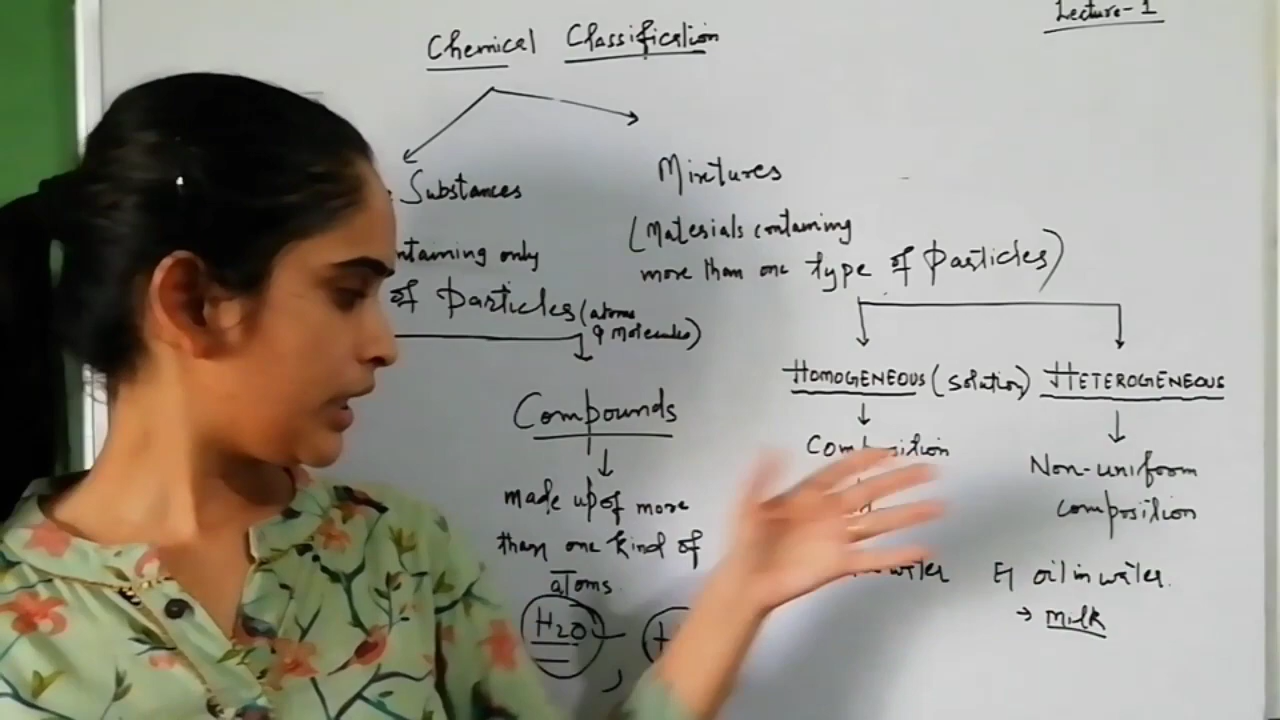 Lecture-1
Chemical Classification
Substances
Mixtures
(Materials containing
more than one type of particles)
ntaining only
of particles (atoms
molecules)
Compounds
made up of more
than one kind of
atoms
H2O
,
HOMOGENEOUS (solution)
HETEROGENEOUS
Composition
Non-uniform
composition
Eg oil in water.
→ milk